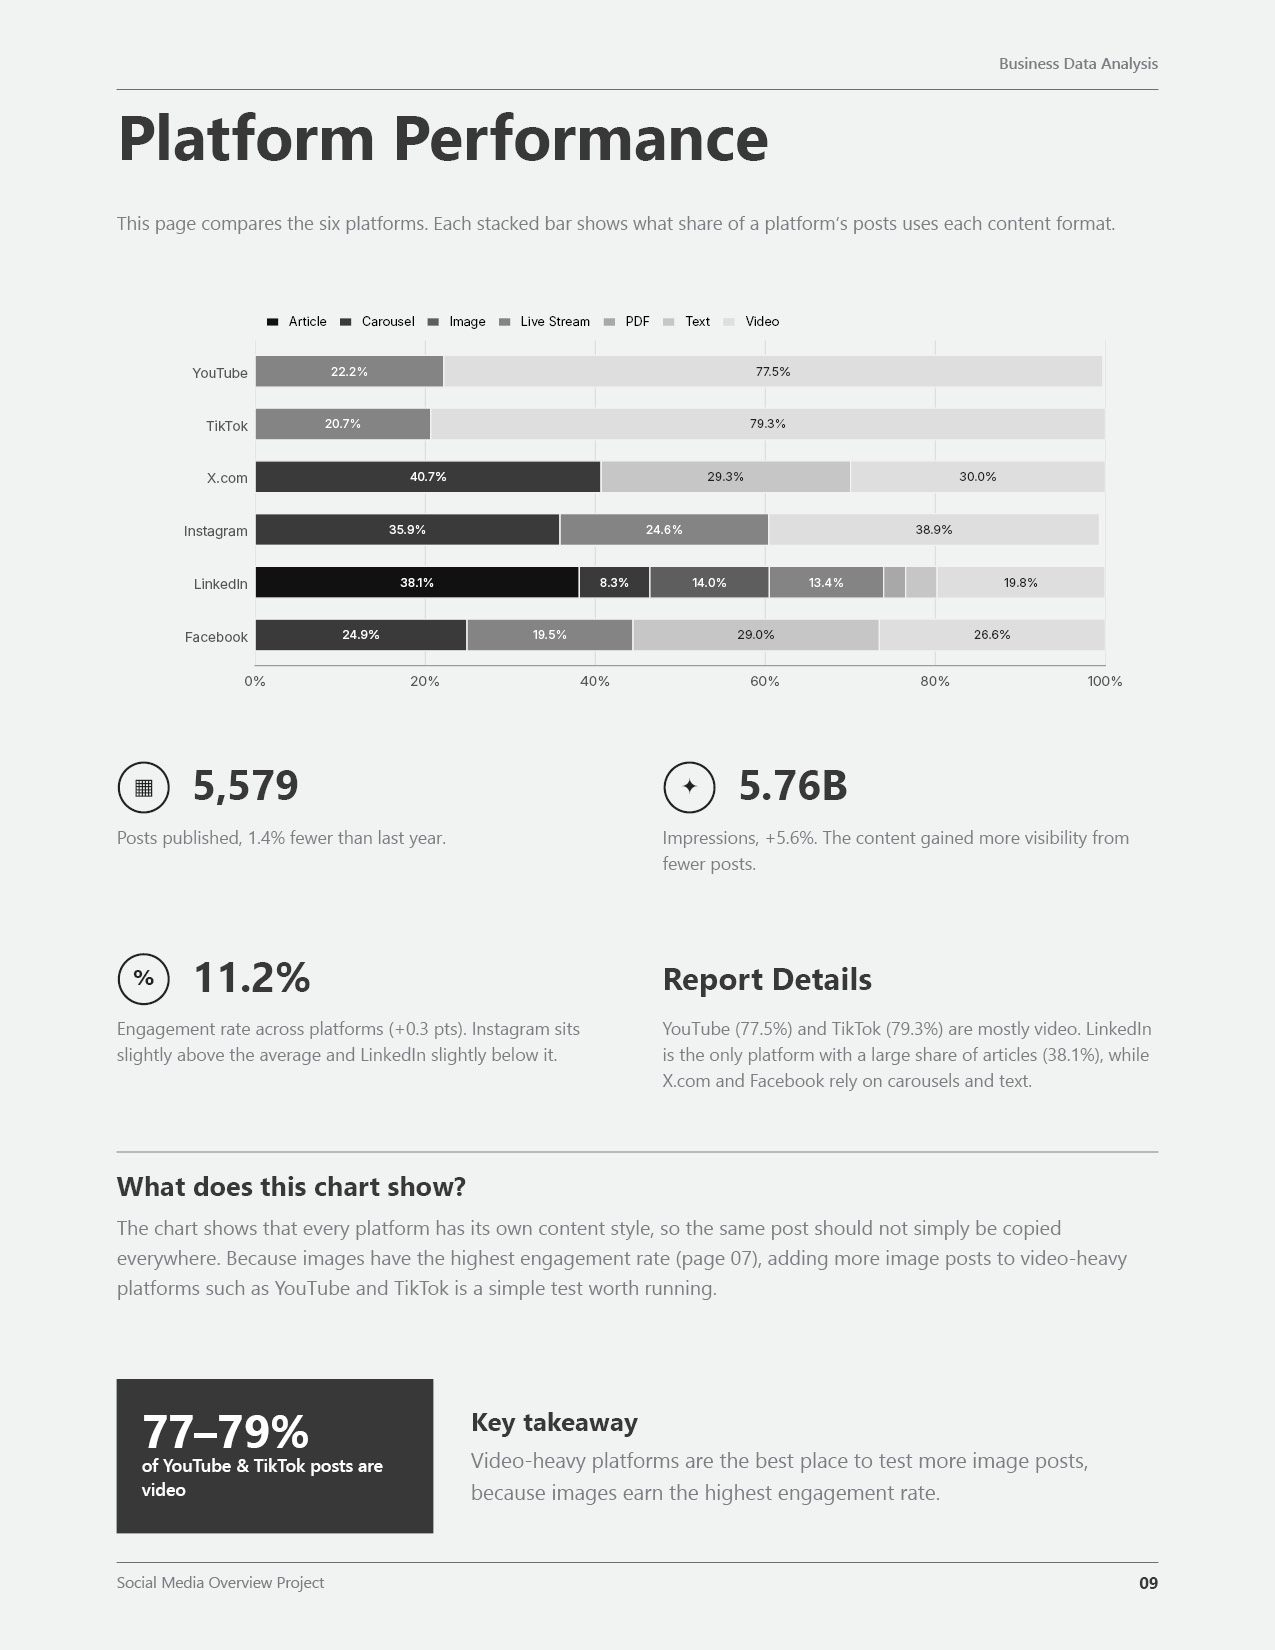 Business Data Analysis
Platform Performance
This page compares the six platforms. Each stacked bar shows what share of a platform’s posts uses each content format.
Article Carousel Image Live Stream PDF Text Video
YouTube 22.2% 77.5%
TikTok 20.7% 79.3%
X.com 40.7% 29.3% 30.0%
Instagram 35.9% 24.6% 38.9%
LinkedIn 38.1% 8.3% 14.0% 13.4% 19.8%
Facebook 24.9% 19.5% 29.0% 26.6%
0% 20% 40% 60% 80% 100%
5,579
Posts published, 1.4% fewer than last year.
5.76B
Impressions, +5.6%. The content gained more visibility from
fewer posts.
% 11.2%
Engagement rate across platforms (+0.3 pts). Instagram sits
slightly above the average and LinkedIn slightly below it.
Report Details
YouTube (77.5%) and TikTok (79.3%) are mostly video. LinkedIn
is the only platform with a large share of articles (38.1%), while
X.com and Facebook rely on carousels and text.
What does this chart show?
The chart shows that every platform has its own content style, so the same post should not simply be copied
everywhere. Because images have the highest engagement rate (page 07), adding more image posts to video-heavy
platforms such as YouTube and TikTok is a simple test worth running.
77–79%
of YouTube & TikTok posts are
video
Key takeaway
Video-heavy platforms are the best place to test more image posts,
because images earn the highest engagement rate.
Social Media Overview Project
09